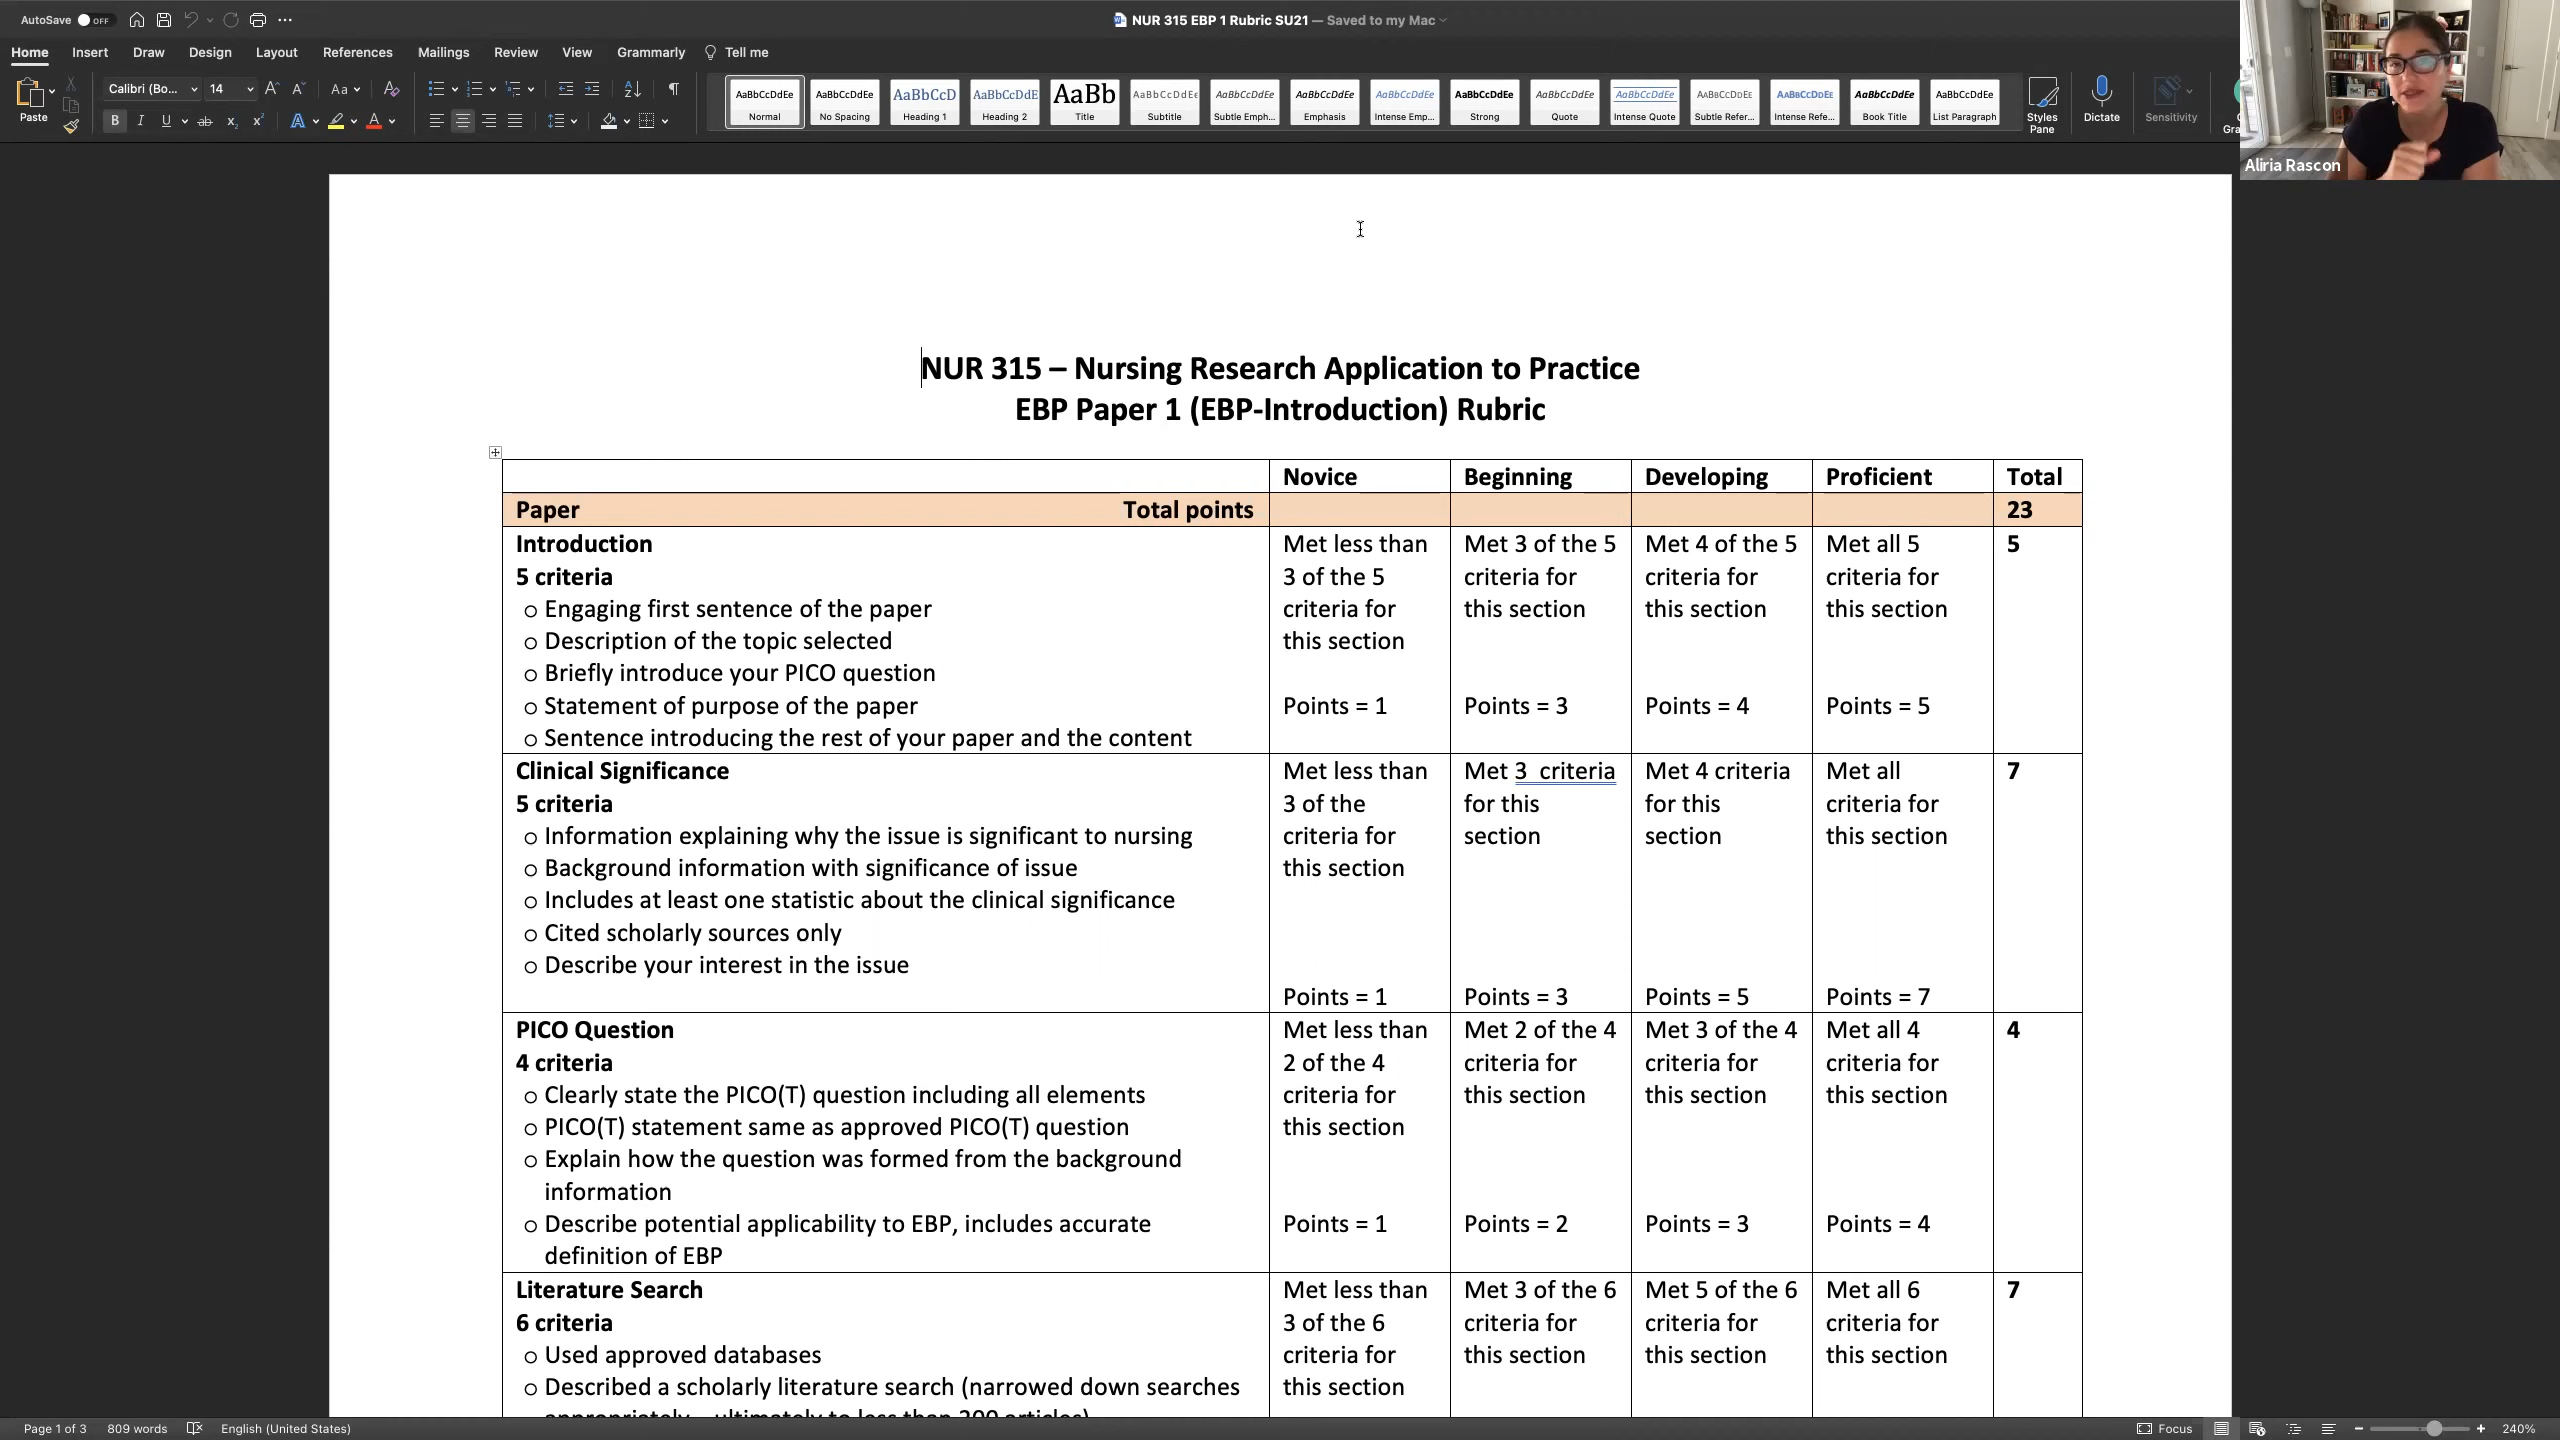 AutoSave OFF
NUR 315 EBP 1 Rubric SU21 — Saved to my Mac
Home Insert Draw Design Layout References Mailings Review View Grammarly Tell me
Paste
Calibri (Bo... 14
AaBbCcDdEe Normal
AaBbCcDdEe No Spacing
AaBbCcD Heading 1
AaBbCcDdE Heading 2
AaBb Title
AaBbCcDdEe Subtitle
AaBbCcDdEe Subtle Emph...
AaBbCcDdEe Emphasis
AaBbCcDdEe Intense Emp...
AaBbCcDdEe Strong
AaBbCcDdEe Quote
AaBbCcDdEe Intense Quote
AaBbCcDdEe Subtle Refer...
AaBbCcDdEe Intense Refe...
AaBbCcDdEe Book Title
AaBbCcDdEe List Paragraph
Styles Pane
Dictate
Sensitivity
Aliria Rascon
NUR 315 – Nursing Research Application to Practice
EBP Paper 1 (EBP-Introduction) Rubric
Novice Beginning Developing Proficient Total
Paper Total points 23
Introduction Met less than Met 3 of the 5 Met 4 of the 5 Met all 5 5
5 criteria 3 of the 5 criteria for criteria for criteria for
o Engaging first sentence of the paper criteria for this section this section this section
o Description of the topic selected this section
o Briefly introduce your PICO question
o Statement of purpose of the paper Points = 1 Points = 3 Points = 4 Points = 5
o Sentence introducing the rest of your paper and the content
Clinical Significance Met less than Met 3  criteria Met 4 criteria Met all 7
5 criteria 3 of the for this for this criteria for
o Information explaining why the issue is significant to nursing criteria for section section this section
o Background information with significance of issue this section
o Includes at least one statistic about the clinical significance
o Cited scholarly sources only
o Describe your interest in the issue
Points = 1 Points = 3 Points = 5 Points = 7
PICO Question Met less than Met 2 of the 4 Met 3 of the 4 Met all 4 4
4 criteria 2 of the 4 criteria for criteria for criteria for
o Clearly state the PICO(T) question including all elements criteria for this section this section this section
o PICO(T) statement same as approved PICO(T) question this section
o Explain how the question was formed from the background
information
o Describe potential applicability to EBP, includes accurate Points = 1 Points = 2 Points = 3 Points = 4
definition of EBP
Literature Search Met less than Met 3 of the 6 Met 5 of the 6 Met all 6 7
6 criteria 3 of the 6 criteria for criteria for criteria for
o Used approved databases criteria for this section this section this section
o Described a scholarly literature search (narrowed down searches this section
appropriately – ultimately to less than 200 articles)
Page 1 of 3 809 words English (United States) Focus 240%